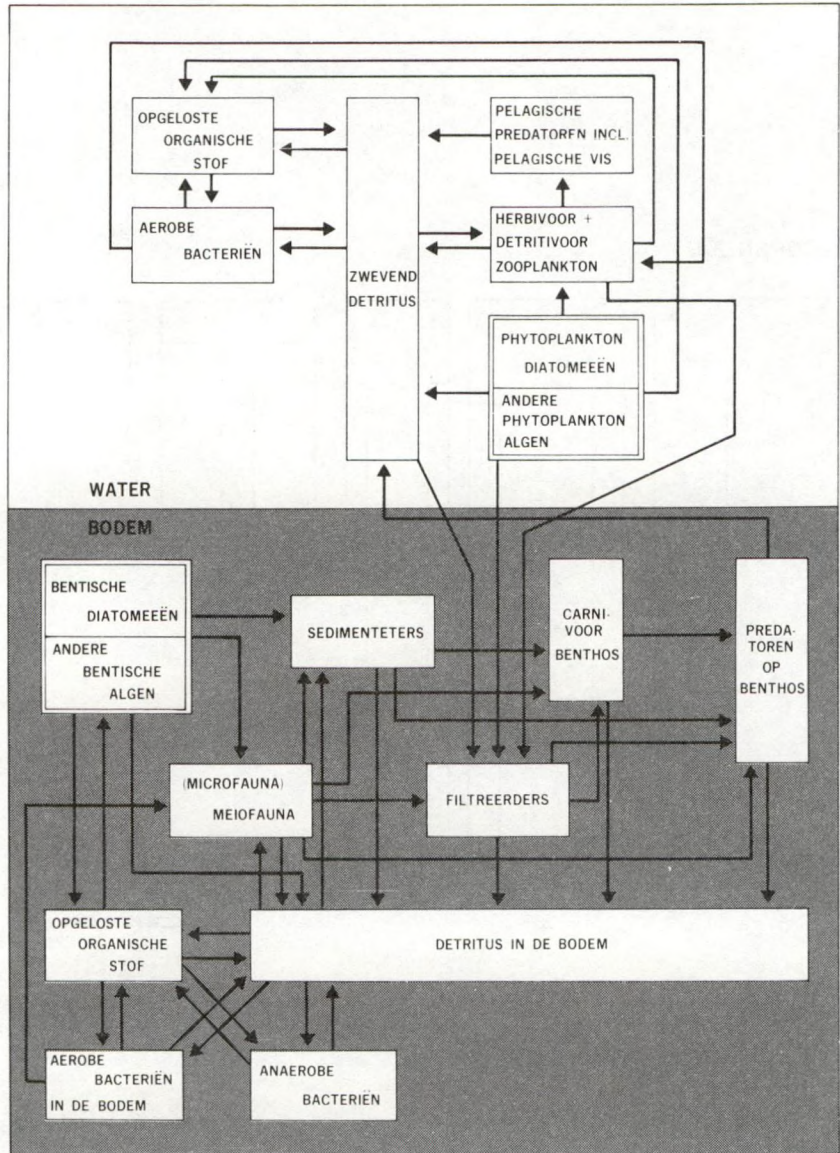 OPGELOSTE
ORGANISCHE
STOF
AEROBE
BACTERIËN
ZWEVEND
DETRITUS
PELAGISCHE
PREDATOREN INCL.
PELAGISCHE VIS
HERBIVOOR +
DETRITIVOOR
ZOOPLANKTON
PHYTOPLANKTON
DIATOMEEËN
ANDERE
PHYTOPLANKTON
ALGEN
WATER
BODEM
BENTISCHE
DIATOMEEËN
ANDERE
BENTISCHE
ALGEN
SEDIMENTETERS
CARNI-
VOOR
BENTHOS
PREDA-
TOREN
OP
BENTHOS
(MICROFAUNA)
MEIOFAUNA
FILTREERDERS
OPGELOSTE
ORGANISCHE
STOF
DETRITUS IN DE BODEM
AEROBE
BACTERIËN
IN DE BODEM
ANAEROBE
BACTERIËN